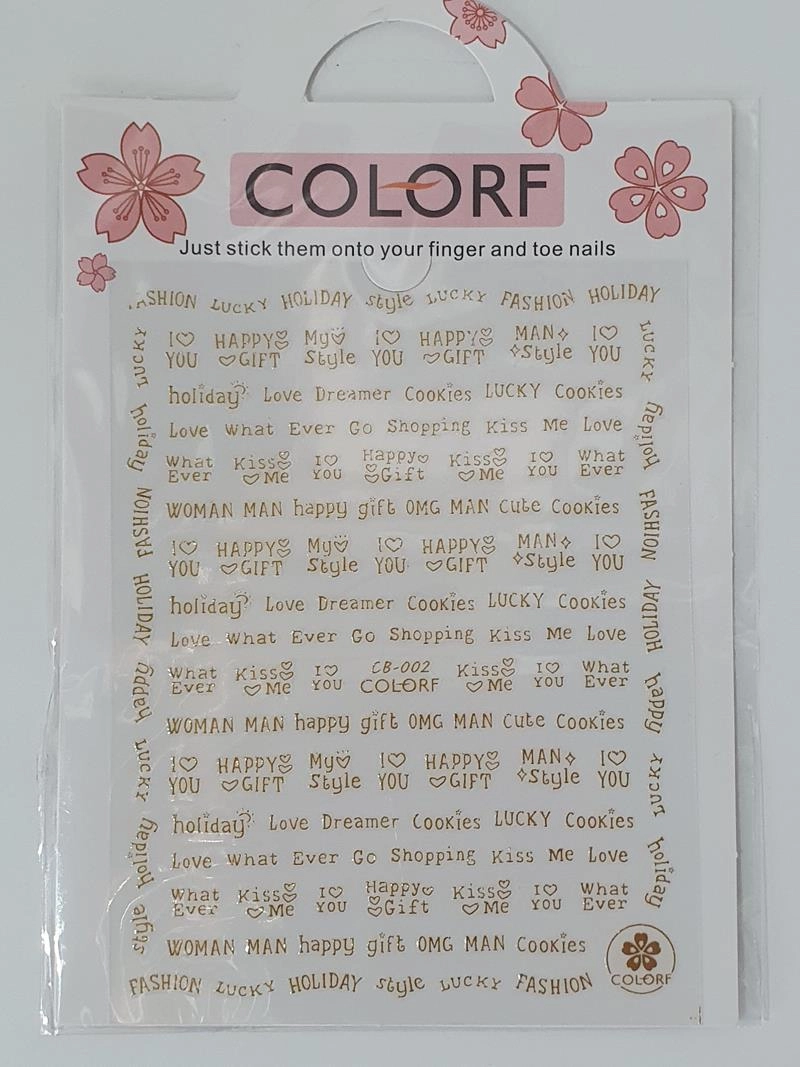 COLORF
Just stick them onto your finger and toe nails
FASHION LUCKY HOLIDAY style LUCKY FASHION HOLIDAY
I♡ HAPPY My♡ I♡ HAPPY MAN✧ I♡
YOU ♡GIFT Style YOU ♡GIFT ✧Style YOU
holiday Love Dreamer Cookies LUCKY Cookies
Love What Ever Go Shopping Kiss Me Love
What Kiss I♡ Happy♡ Kiss I♡ What
Ever ♡Me YOU Gift ♡Me YOU Ever
WOMAN MAN happy gift OMG MAN Cute Cookies
I♡ HAPPY My♡ I♡ HAPPY MAN✧ I♡
YOU ♡GIFT Style YOU ♡GIFT ✧Style YOU
holiday Love Dreamer Cookies LUCKY Cookies
Love What Ever Go Shopping Kiss Me Love
What Kiss I♡ CB-002 Kiss I♡ What
Ever ♡Me YOU COLORF ♡Me YOU Ever
WOMAN MAN happy gift OMG MAN Cute Cookies
I♡ HAPPY My♡ I♡ HAPPY MAN✧ I♡
YOU ♡GIFT Style YOU ♡GIFT ✧Style YOU
holiday Love Dreamer Cookies LUCKY Cookies
Love What Ever Go Shopping Kiss Me Love
What Kiss I♡ Happy♡ Kiss I♡ What
Ever ♡Me YOU Gift ♡Me YOU Ever
WOMAN MAN happy gift OMG MAN Cookies
FASHION LUCKY HOLIDAY style LUCKY FASHION
COLORF
LUCKY holiday FASHION HOLIDAY happy LUCKY holiday style
LUCKY holiday FASHION HOLIDAY happy LUCKY holiday